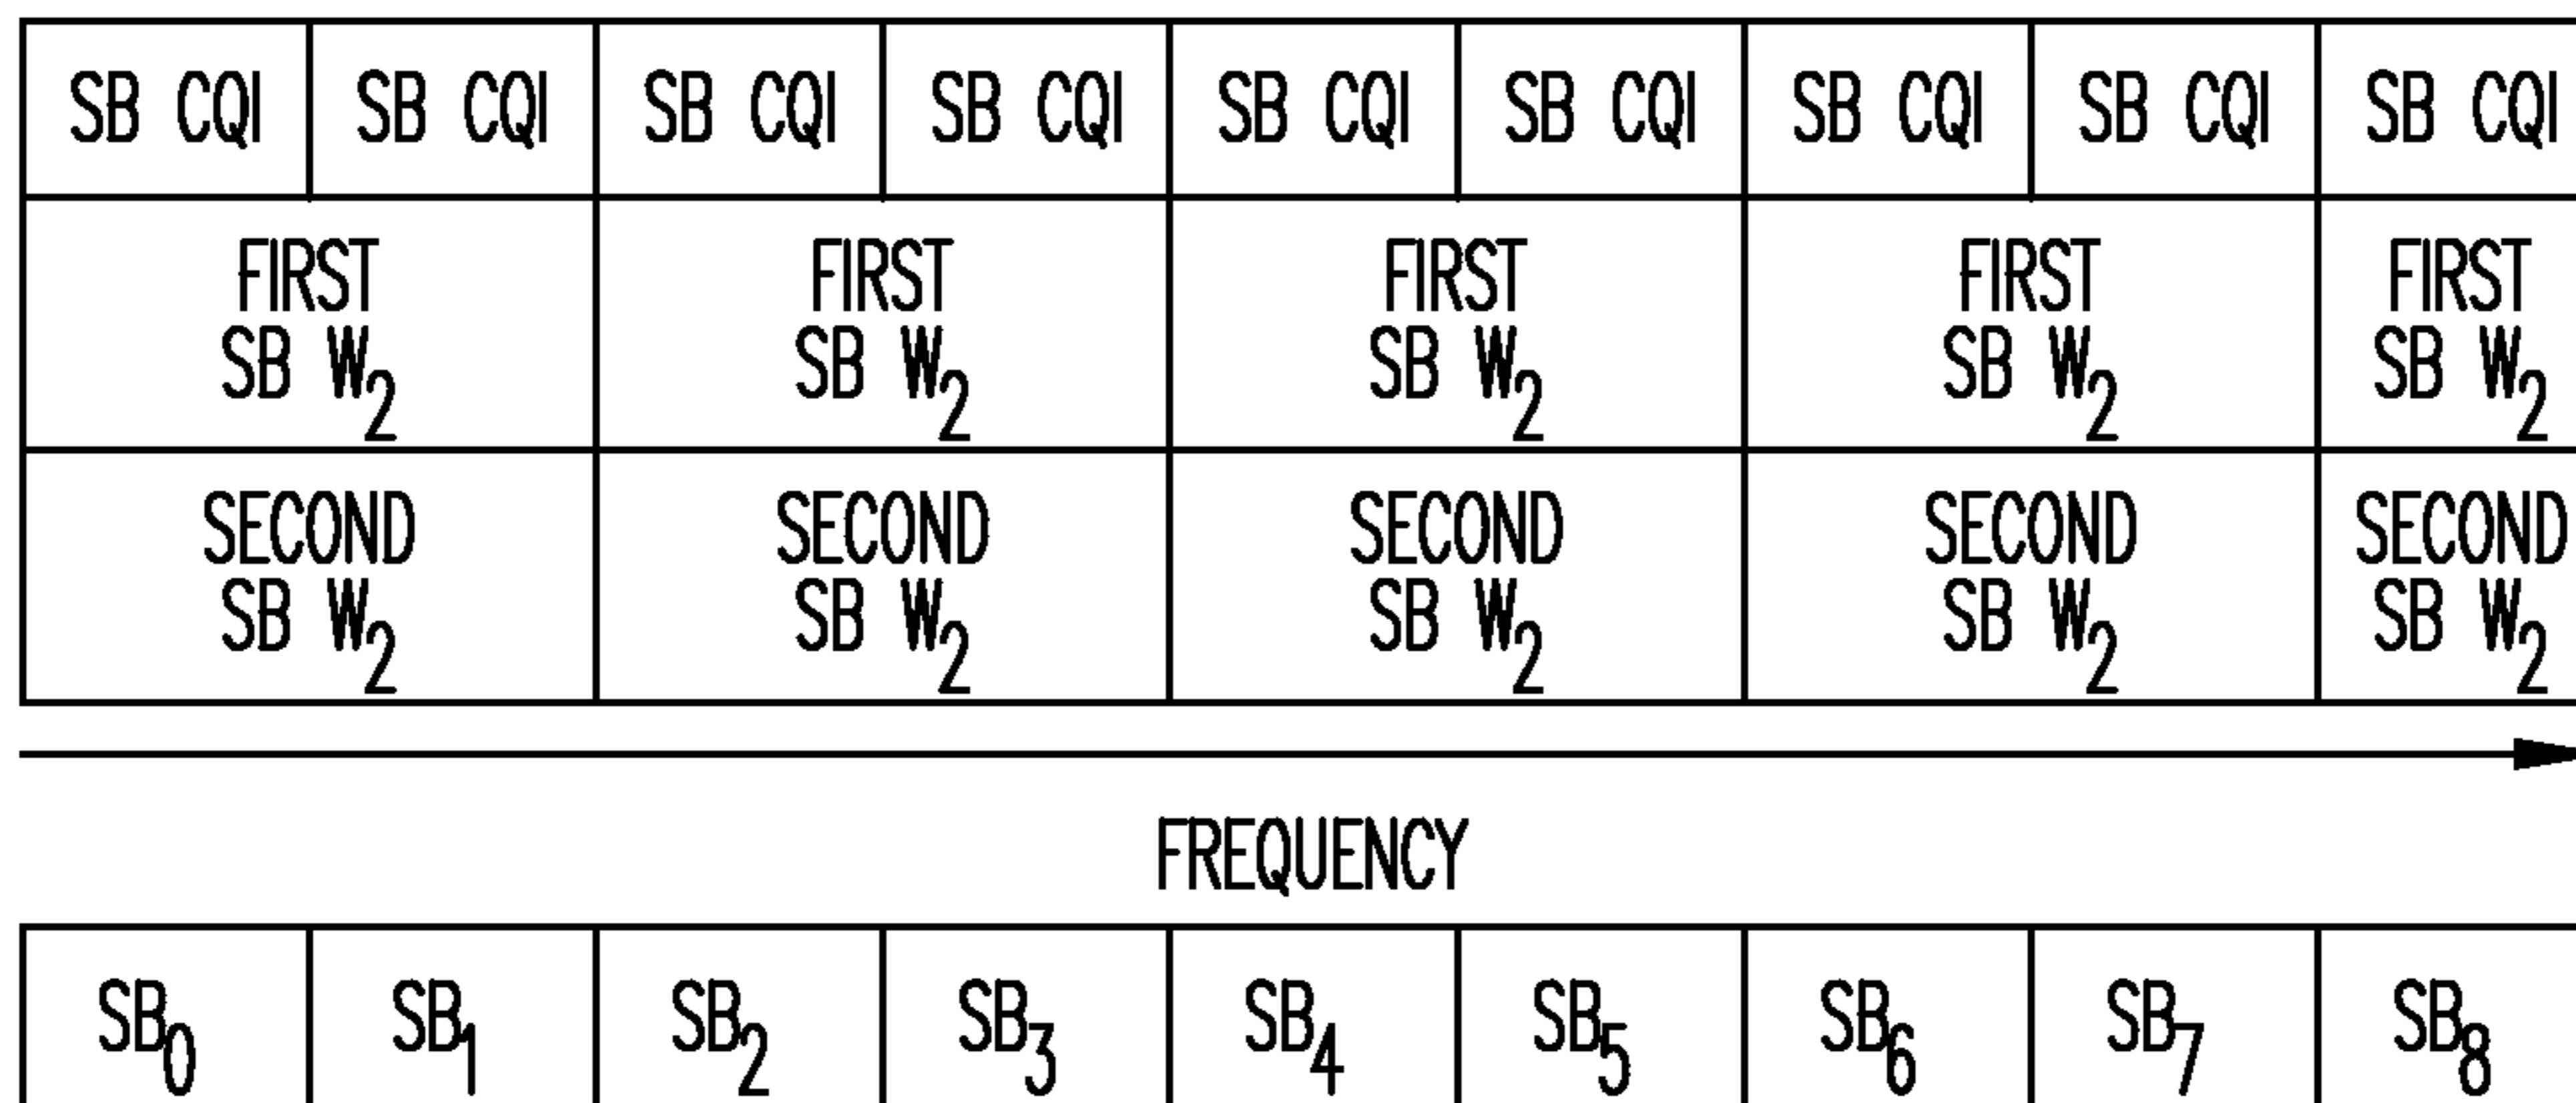 SB CQI SB CQI SB CQI SB CQI SB CQI SB CQI SB CQI SB CQI SB CQI
FIRST FIRST FIRST FIRST FIRST
SB W2 SB W2 SB W2 SB W2 SB W2
SECOND SECOND SECOND SECOND SECOND
SB W2 SB W2 SB W2 SB W2 SB W2
FREQUENCY
SB0 SB1 SB2 SB3 SB4 SB5 SB6 SB7 SB8